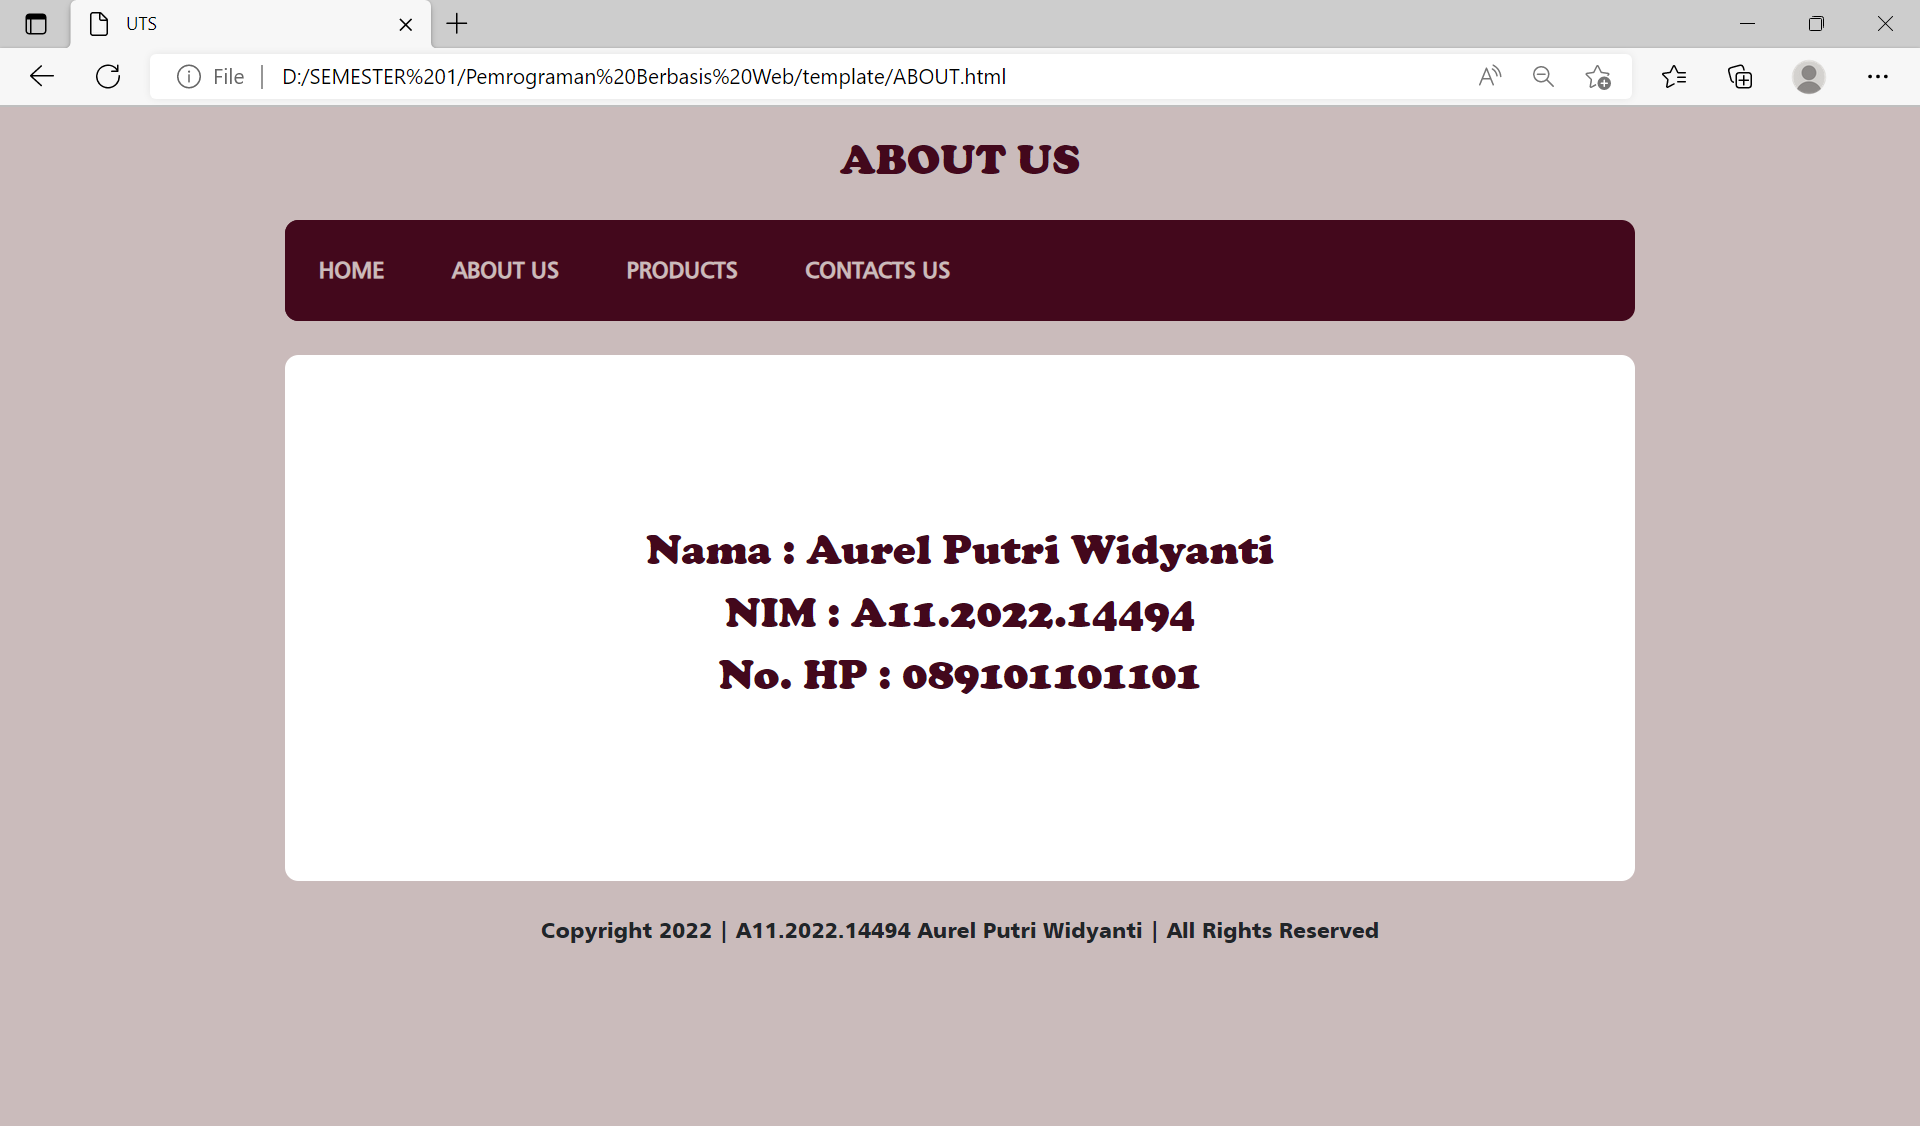 UTS
File
D:/SEMESTER%201/Pemrograman%20Berbasis%20Web/template/ABOUT.html
ABOUT US
HOME ABOUT US PRODUCTS CONTACTS US
Nama : Aurel Putri Widyanti
NIM : A11.2022.14494
No. HP : 089101101101
Copyright 2022 | A11.2022.14494 Aurel Putri Widyanti | All Rights Reserved